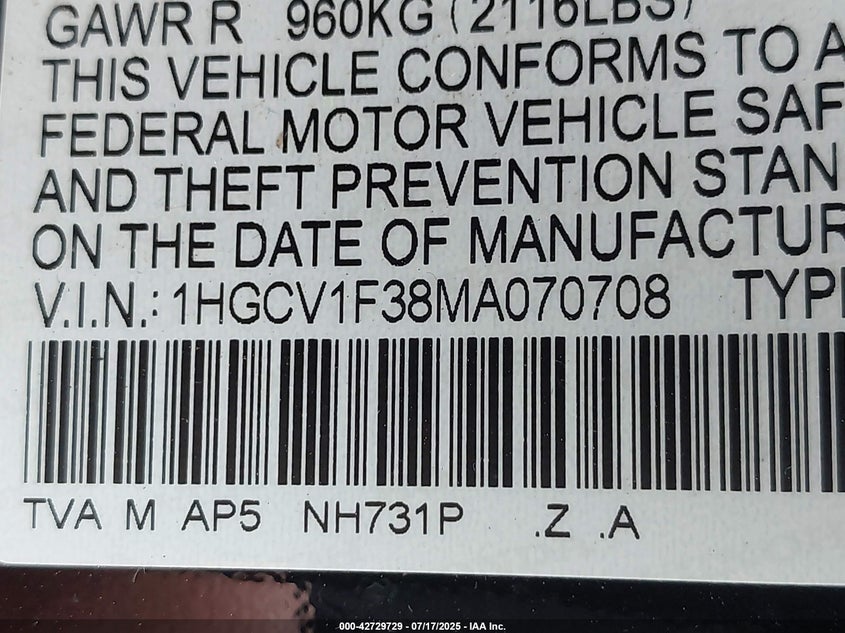 GAWR R 960KG (2116LBS)
THIS VEHICLE CONFORMS TO A
FEDERAL MOTOR VEHICLE SAF
AND THEFT PREVENTION STAN
ON THE DATE OF MANUFACTUR
V.I.N.: 1HGCV1F38MA070708 TYP
TVA M AP5 NH731P .Z .A
000-42729729 - 07/17/2025 - IAA Inc.